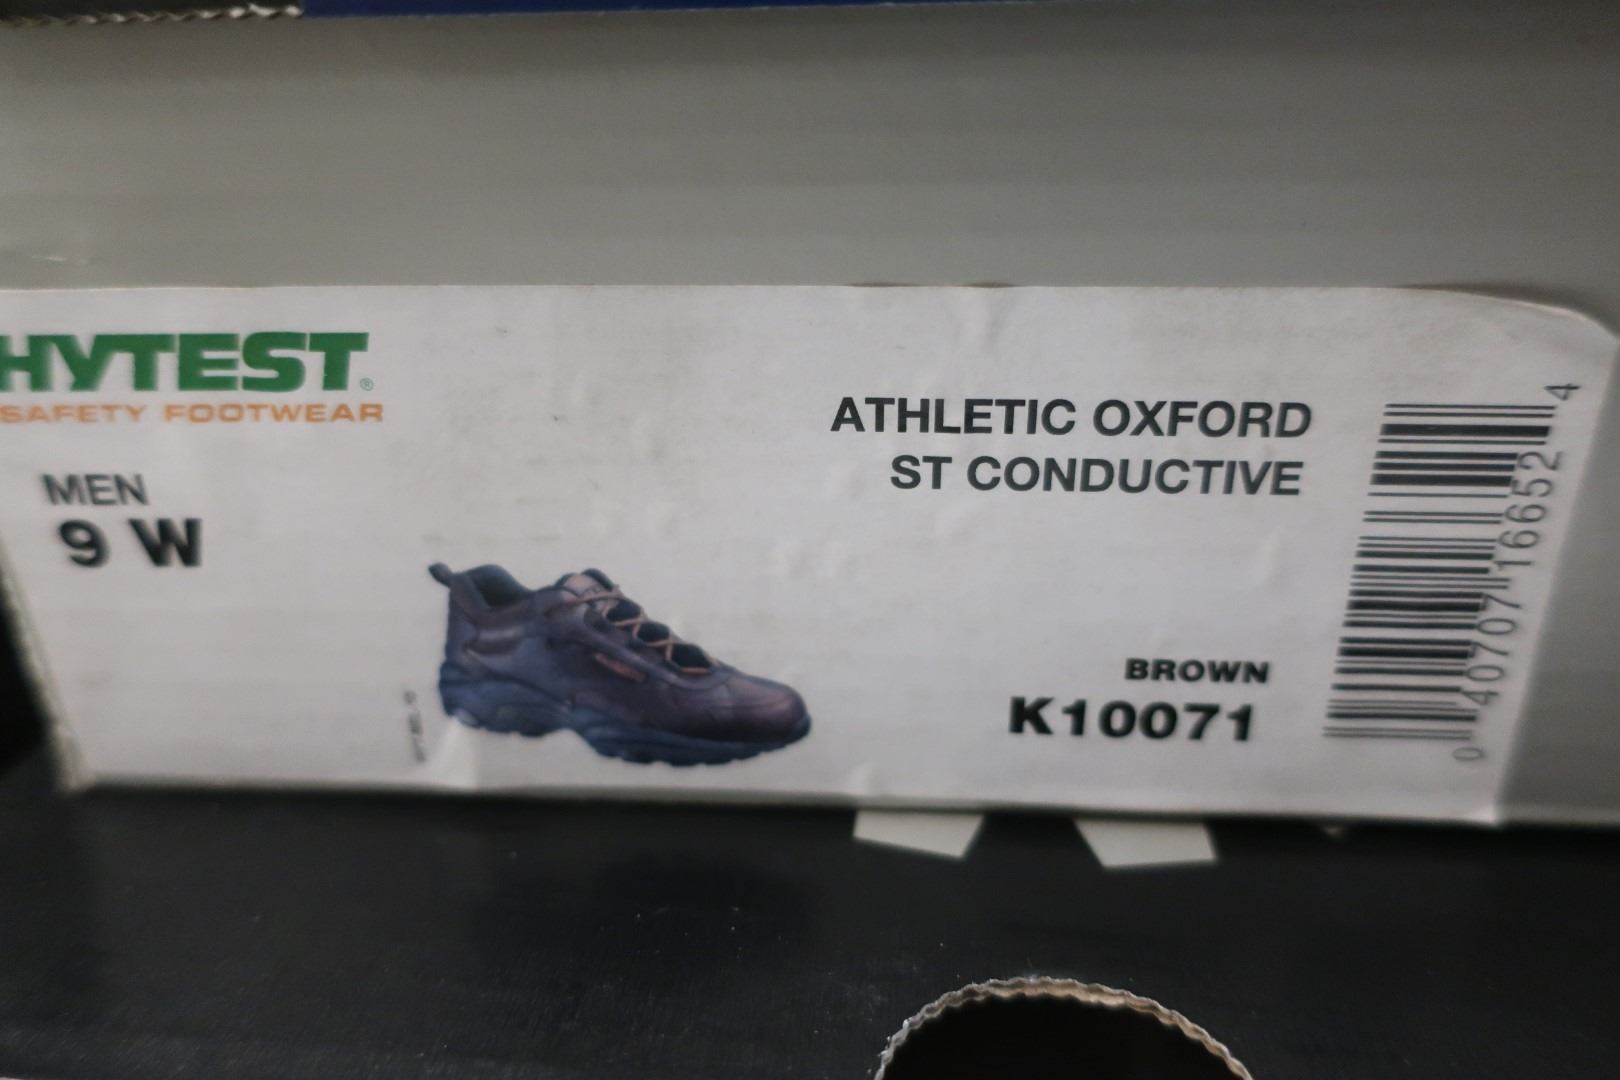 HYTEST®
SAFETY FOOTWEAR
MEN
9 W
ATHLETIC OXFORD
ST CONDUCTIVE
BROWN
K10071
0 40707 16652 4